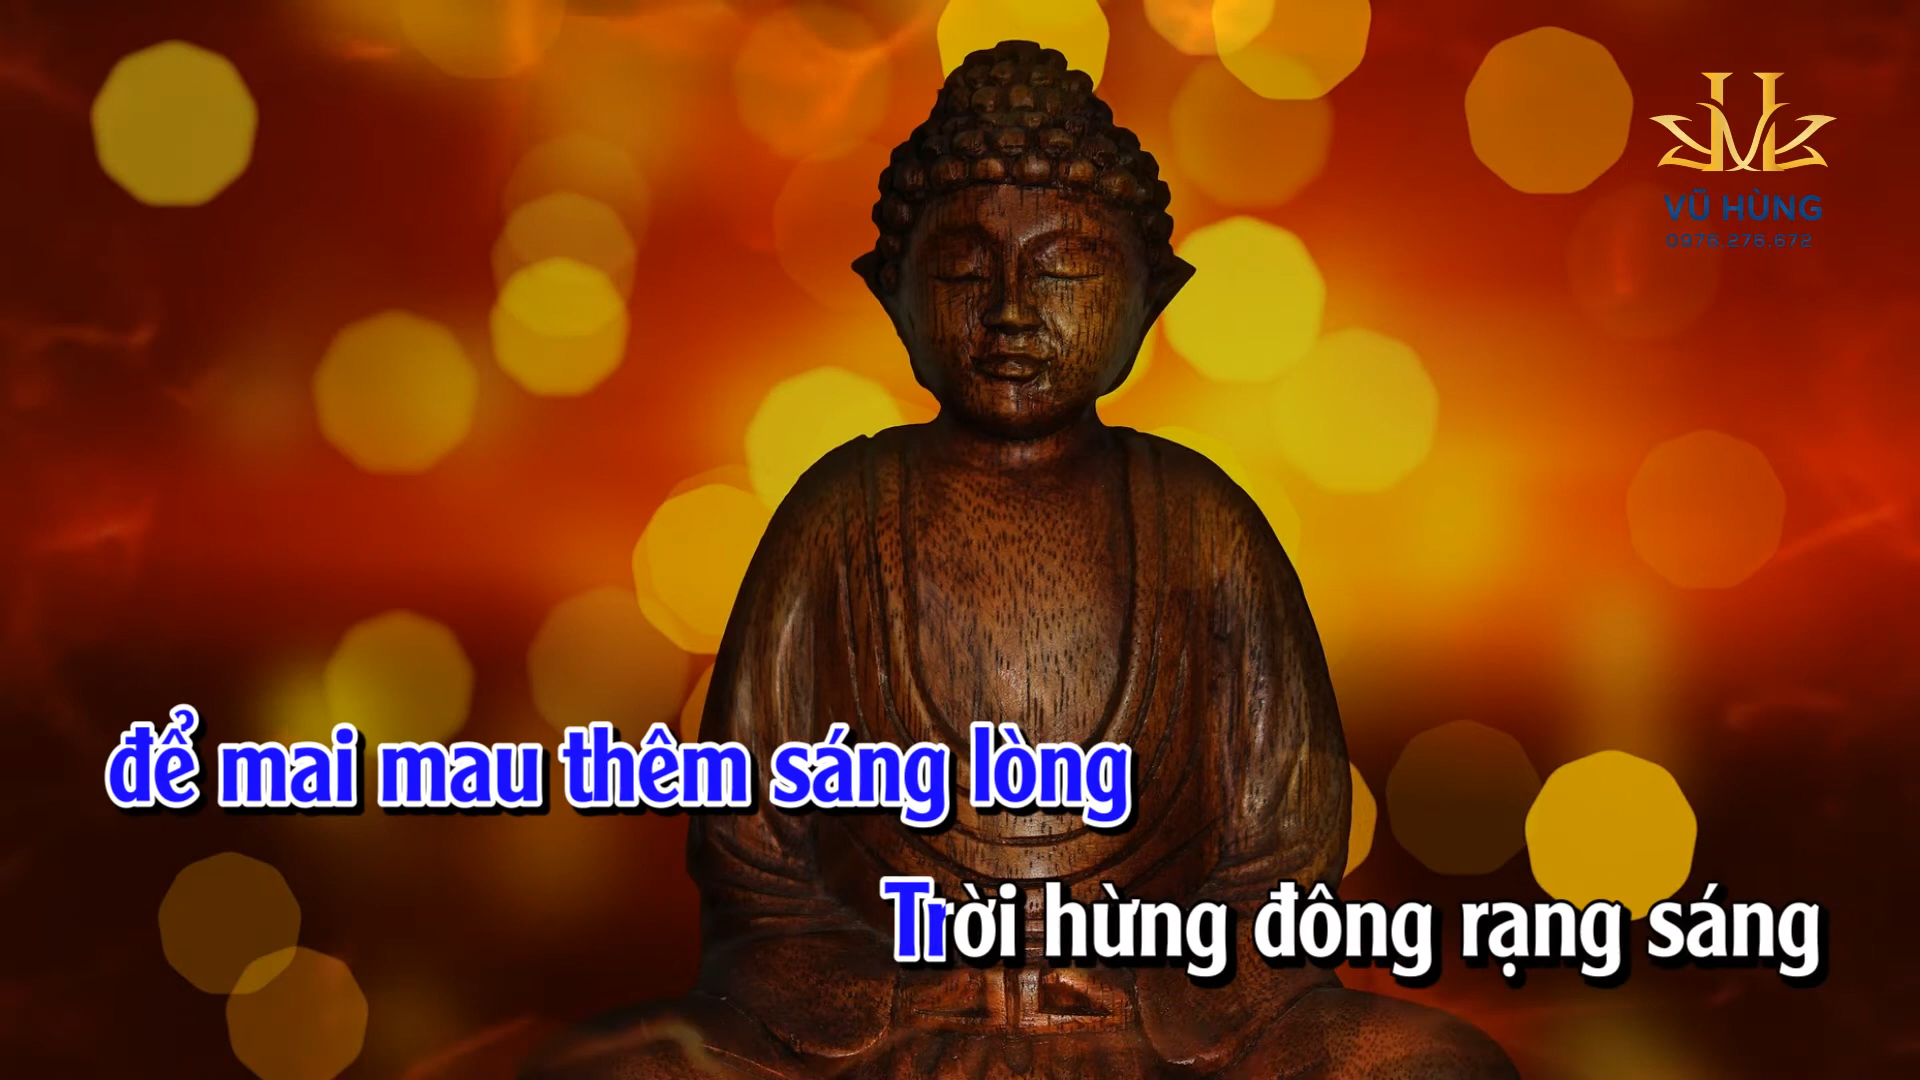 VŨ HÙNG
0976.276.672
để mai mau thêm sáng lòng
Trời hừng đông rạng sáng